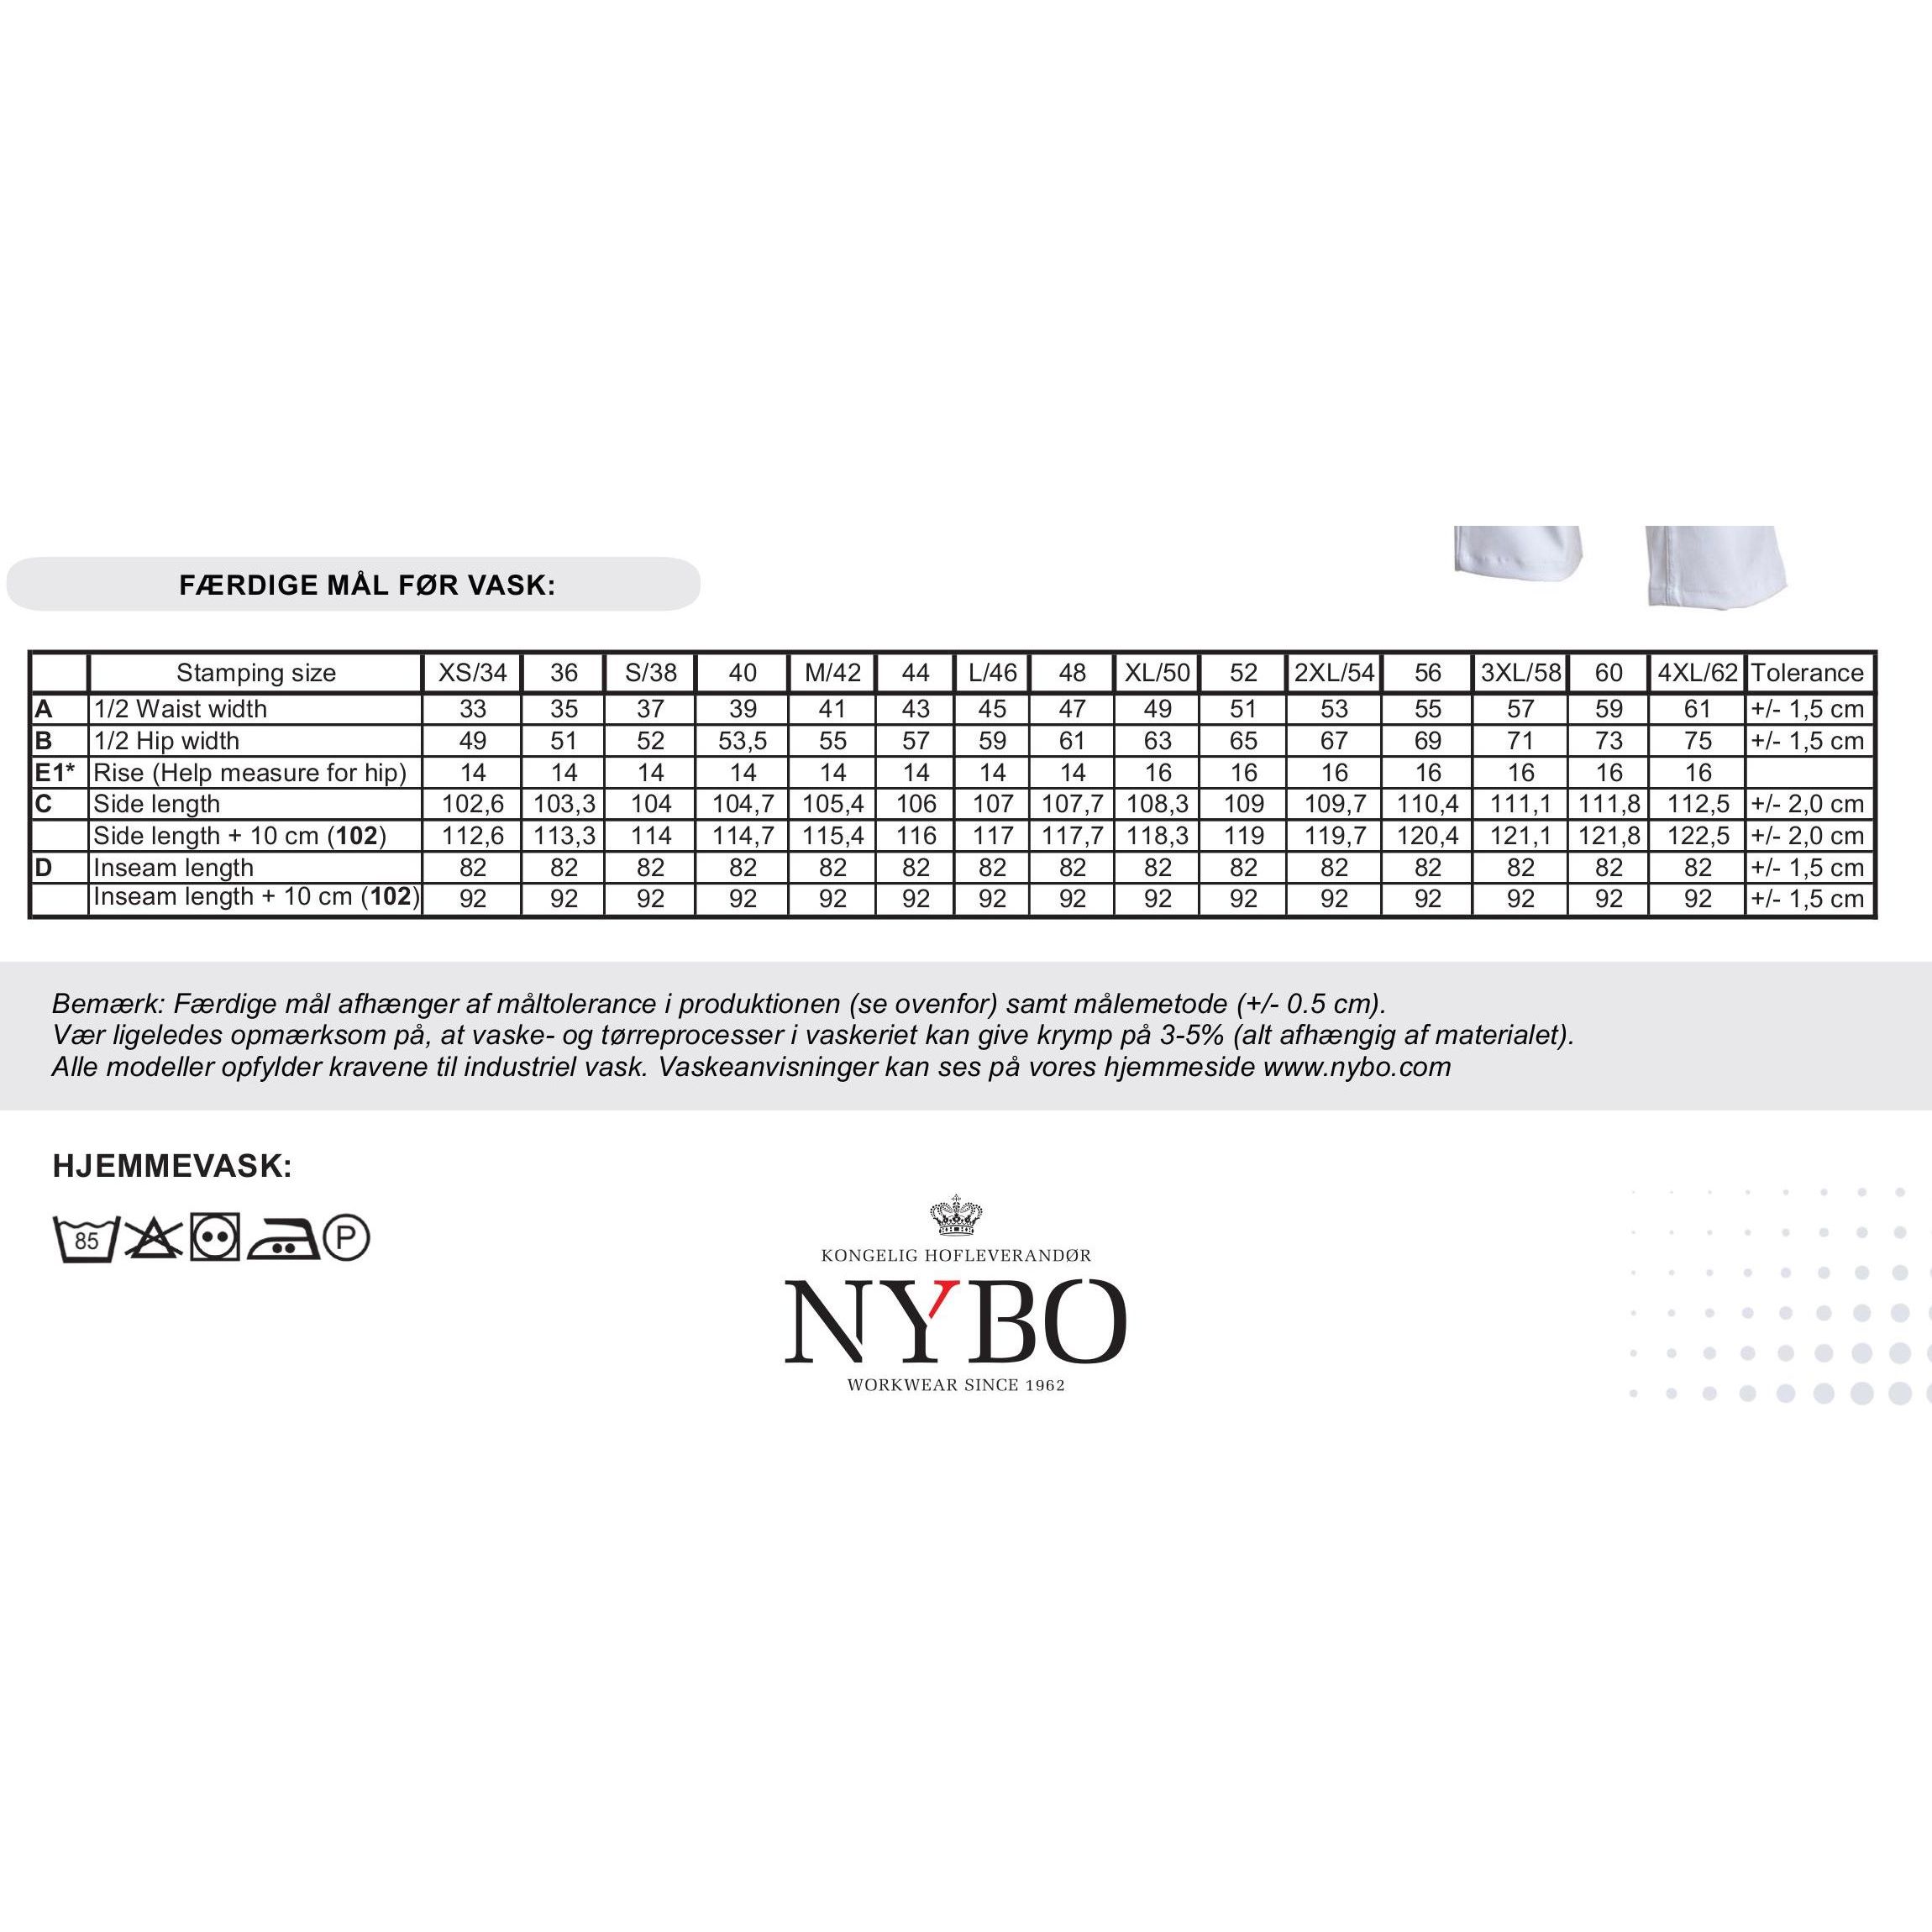 FÆRDIGE MÅL FØR VASK:
Stamping size XS/34 36 S/38 40 M/42 44 L/46 48 XL/50 52 2XL/54 56 3XL/58 60 4XL/62 Tolerance
A 1/2 Waist width 33 35 37 39 41 43 45 47 49 51 53 55 57 59 61 +/- 1,5 cm
B 1/2 Hip width 49 51 52 53,5 55 57 59 61 63 65 67 69 71 73 75 +/- 1,5 cm
E1* Rise (Help measure for hip) 14 14 14 14 14 14 14 14 16 16 16 16 16 16 16
C Side length 102,6 103,3 104 104,7 105,4 106 107 107,7 108,3 109 109,7 110,4 111,1 111,8 112,5 +/- 2,0 cm
Side length + 10 cm (102) 112,6 113,3 114 114,7 115,4 116 117 117,7 118,3 119 119,7 120,4 121,1 121,8 122,5 +/- 2,0 cm
D Inseam length 82 82 82 82 82 82 82 82 82 82 82 82 82 82 82 +/- 1,5 cm
Inseam length + 10 cm (102) 92 92 92 92 92 92 92 92 92 92 92 92 92 92 92 +/- 1,5 cm
Bemærk: Færdige mål afhænger af måltolerance i produktionen (se ovenfor) samt målemetode (+/- 0.5 cm).
Vær ligeledes opmærksom på, at vaske- og tørreprocesser i vaskeriet kan give krymp på 3-5% (alt afhængig af materialet).
Alle modeller opfylder kravene til industriel vask. Vaskeanvisninger kan ses på vores hjemmeside www.nybo.com
HJEMMEVASK:
85 P
KONGELIG HOFLEVERANDØR
NYBO
WORKWEAR SINCE 1962